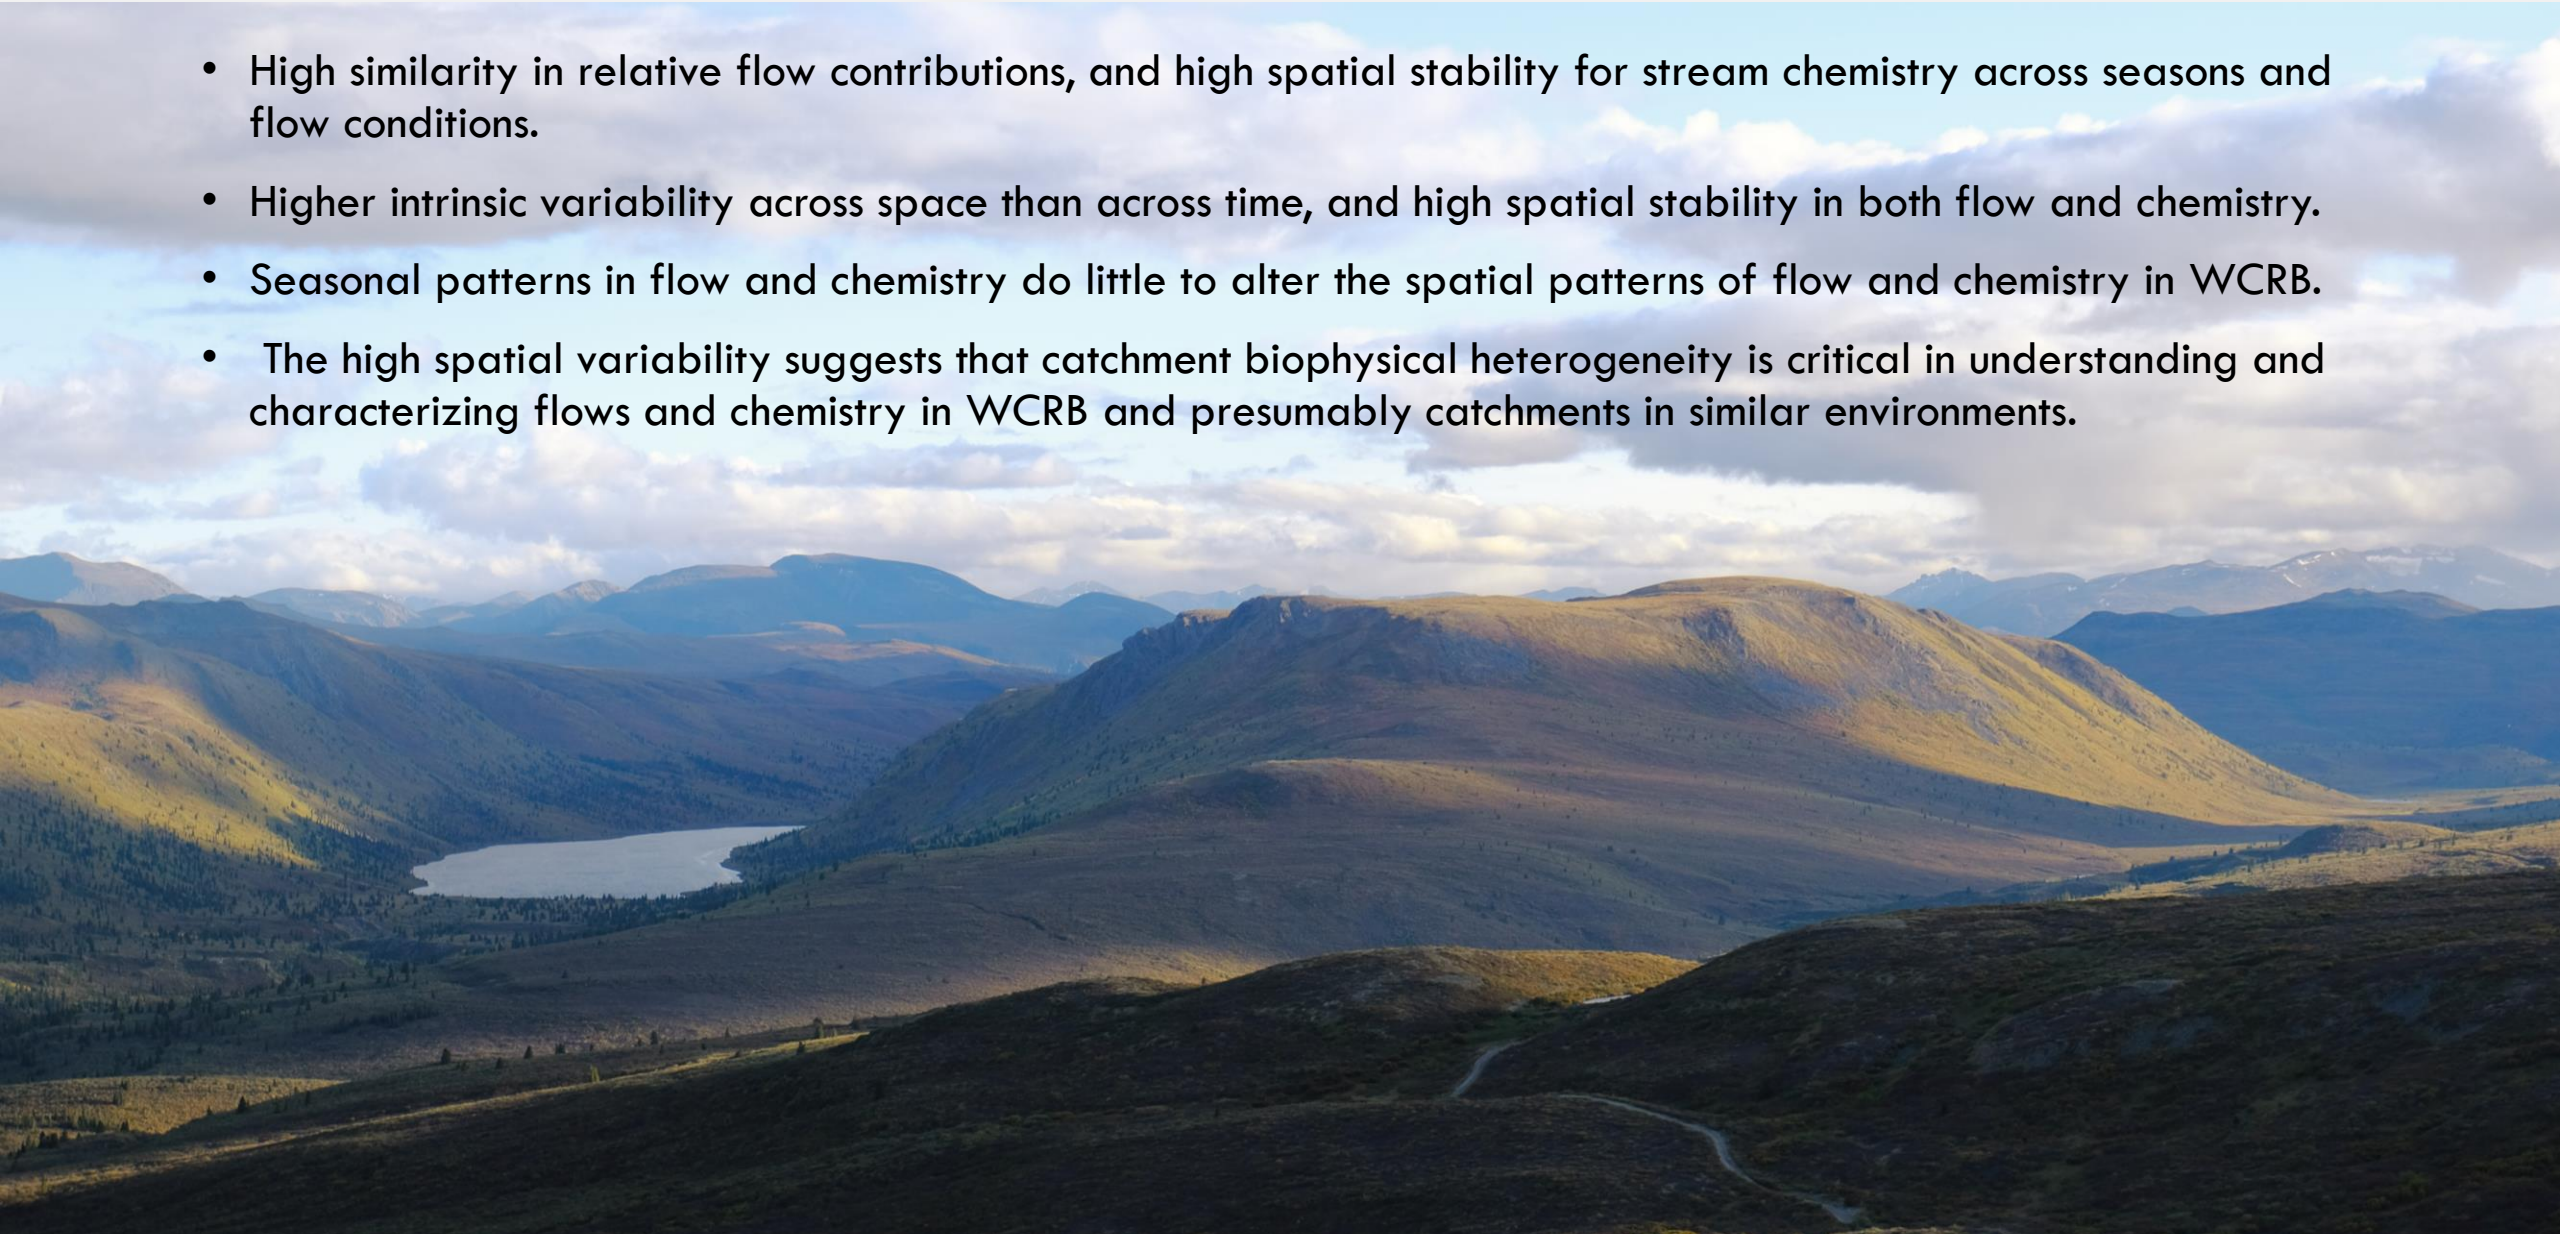 • High similarity in relative flow contributions, and high spatial stability for stream chemistry across seasons and
flow conditions.
• Higher intrinsic variability across space than across time, and high spatial stability in both flow and chemistry.
• Seasonal patterns in flow and chemistry do little to alter the spatial patterns of flow and chemistry in WCRB.
• The high spatial variability suggests that catchment biophysical heterogeneity is critical in understanding and
characterizing flows and chemistry in WCRB and presumably catchments in similar environments.